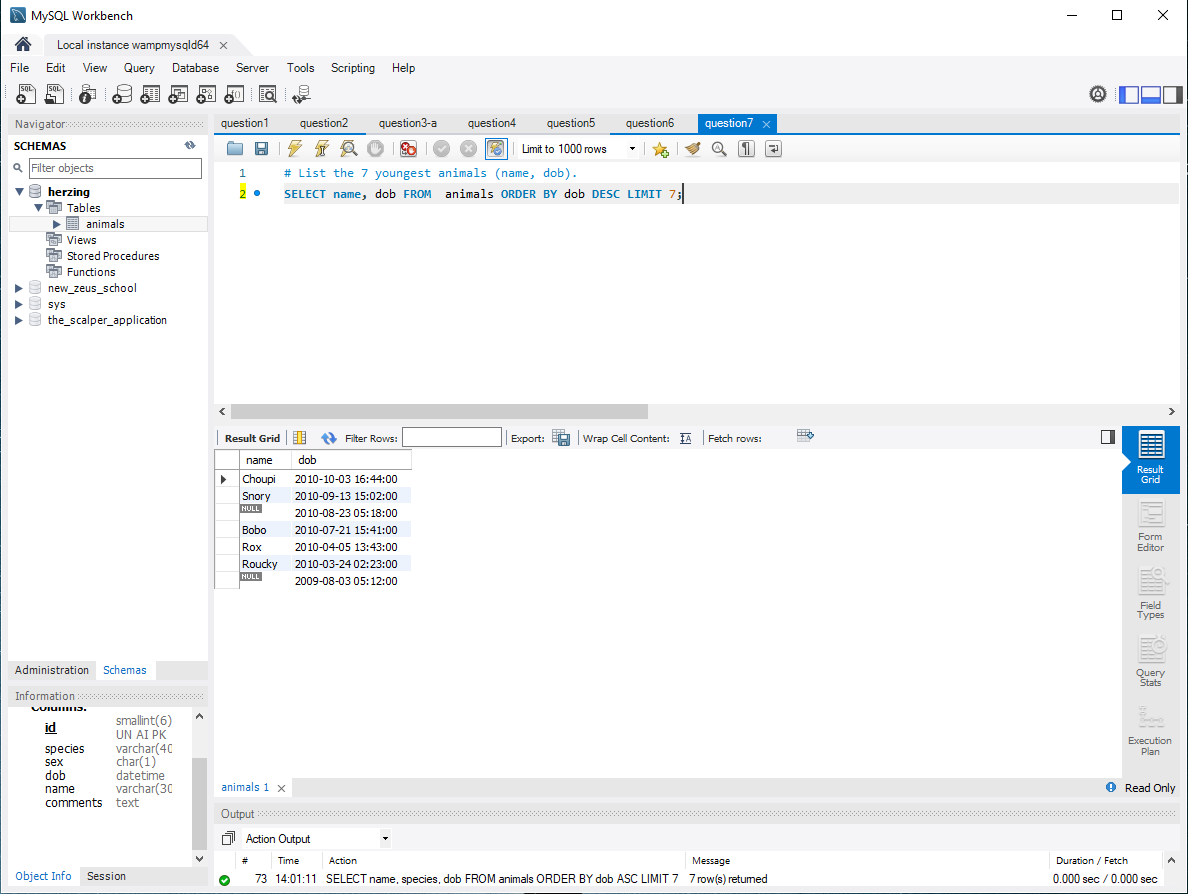 MySQL Workbench
Local instance wampmysqld64
File Edit View Query Database Server Tools Scripting Help
Navigator
SCHEMAS
Filter objects
herzing
Tables
animals
Views
Stored Procedures
Functions
new_zeus_school
sys
the_scalper_application
Administration Schemas
Information
Columns:
id smallint(6)
UN AI PK
species varchar(40
sex char(1)
dob datetime
name varchar(30
comments text
Object Info Session
question1 question2 question3-a question4 question5 question6 question7
Limit to 1000 rows
1 # List the 7 youngest animals (name, dob).
2 SELECT name, dob FROM  animals ORDER BY dob DESC LIMIT 7;
Result Grid Filter Rows: Export: Wrap Cell Content: Fetch rows:
name dob
Choupi 2010-10-03 16:44:00
Snory 2010-09-13 15:02:00
NULL 2010-08-23 05:18:00
Bobo 2010-07-21 15:41:00
Rox 2010-04-05 13:43:00
Roucky 2010-03-24 02:23:00
NULL 2009-08-03 05:12:00
Result
Grid
Form
Editor
Field
Types
Query
Stats
Execution
Plan
animals 1
Read Only
Output
Action Output
# Time Action Message Duration / Fetch
73 14:01:11 SELECT name, species, dob FROM animals ORDER BY dob ASC LIMIT 7 7 row(s) returned 0.000 sec / 0.000 sec